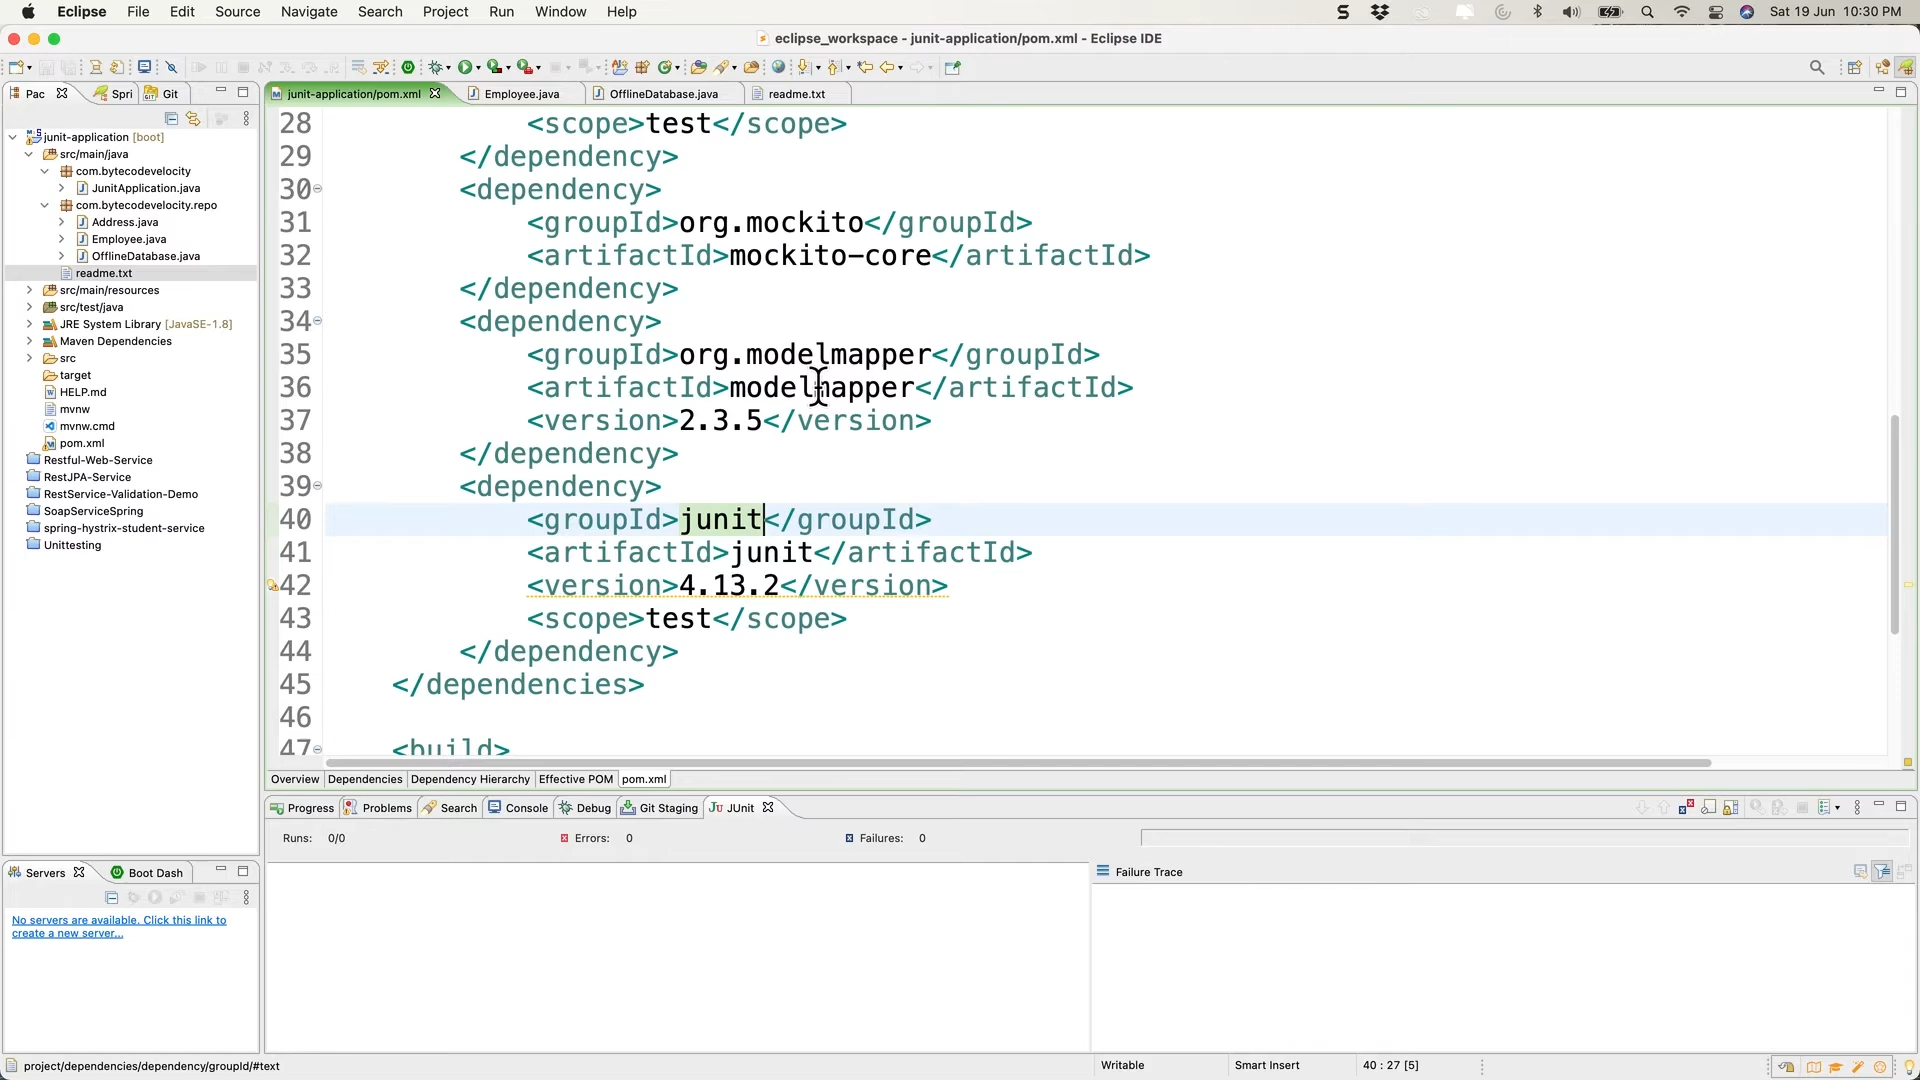 Eclipse File Edit Source Navigate Search Project Run Window Help Sat 19 Jun 10:30 PM
eclipse_workspace - junit-application/pom.xml - Eclipse IDE
Pac Spri Git
junit-application/pom.xml Employee.java OfflineDatabase.java readme.txt
junit-application [boot]
src/main/java
com.bytecodevelocity
JunitApplication.java
com.bytecodevelocity.repo
Address.java
Employee.java
OfflineDatabase.java
readme.txt
src/main/resources
src/test/java
JRE System Library [JavaSE-1.8]
Maven Dependencies
src
target
HELP.md
mvnw
mvnw.cmd
pom.xml
Restful-Web-Service
RestJPA-Service
RestService-Validation-Demo
SoapServiceSpring
spring-hystrix-student-service
Unittesting
28 <scope>test</scope>
29 </dependency>
30 <dependency>
31 <groupId>org.mockito</groupId>
32 <artifactId>mockito-core</artifactId>
33 </dependency>
34 <dependency>
35 <groupId>org.modelmapper</groupId>
36 <artifactId>modelmapper</artifactId>
37 <version>2.3.5</version>
38 </dependency>
39 <dependency>
40 <groupId>junit</groupId>
41 <artifactId>junit</artifactId>
42 <version>4.13.2</version>
43 <scope>test</scope>
44 </dependency>
45 </dependencies>
46
47 <build>
Overview Dependencies Dependency Hierarchy Effective POM pom.xml
Progress Problems Search Console Debug Git Staging JUnit
Runs: 0/0 Errors: 0 Failures: 0
Failure Trace
Servers Boot Dash
No servers are available. Click this link to
create a new server...
project/dependencies/dependency/groupId/#text Writable Smart Insert 40 : 27 [5]